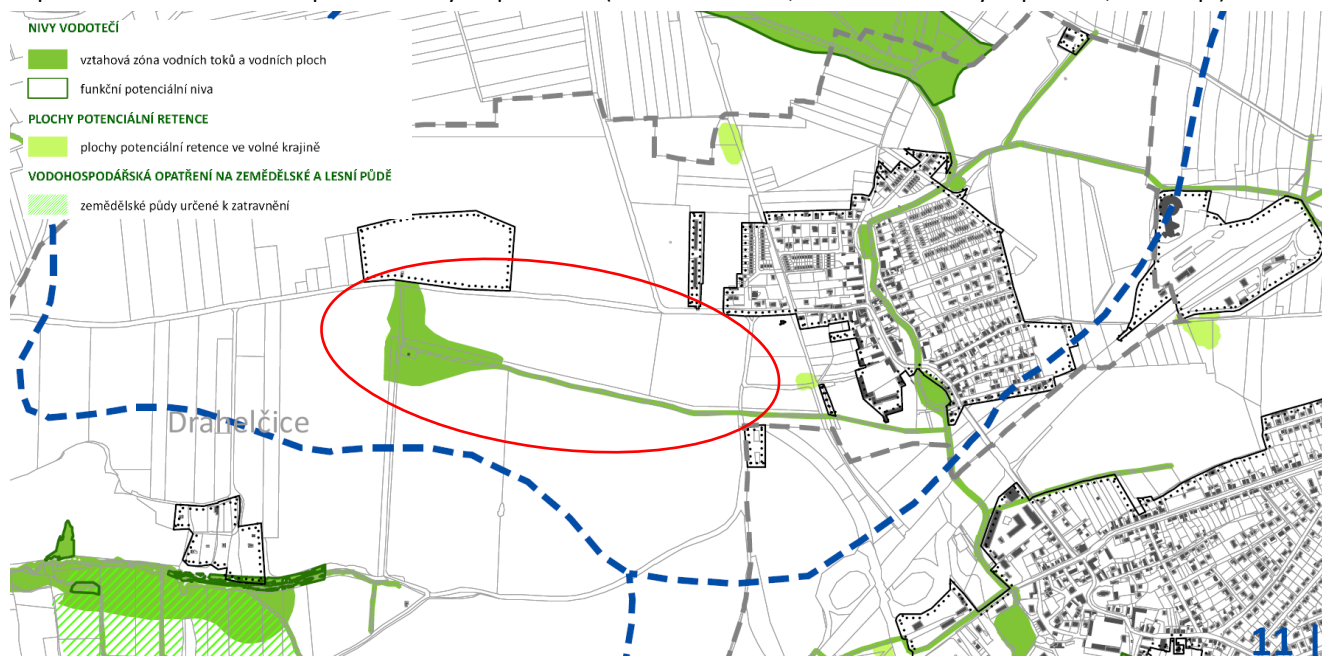 NIVY VODOTEČÍ
vztahová zóna vodních toků a vodních ploch
funkční potenciální niva
PLOCHY POTENCIÁLNÍ RETENCE
plochy potenciální retence ve volné krajině
VODOHOSPODÁŘSKÁ OPATŘENÍ NA ZEMĚDĚLSKÉ A LESNÍ PŮDĚ
zemědělské půdy určené k zatravnění
Drahelčice
11 |